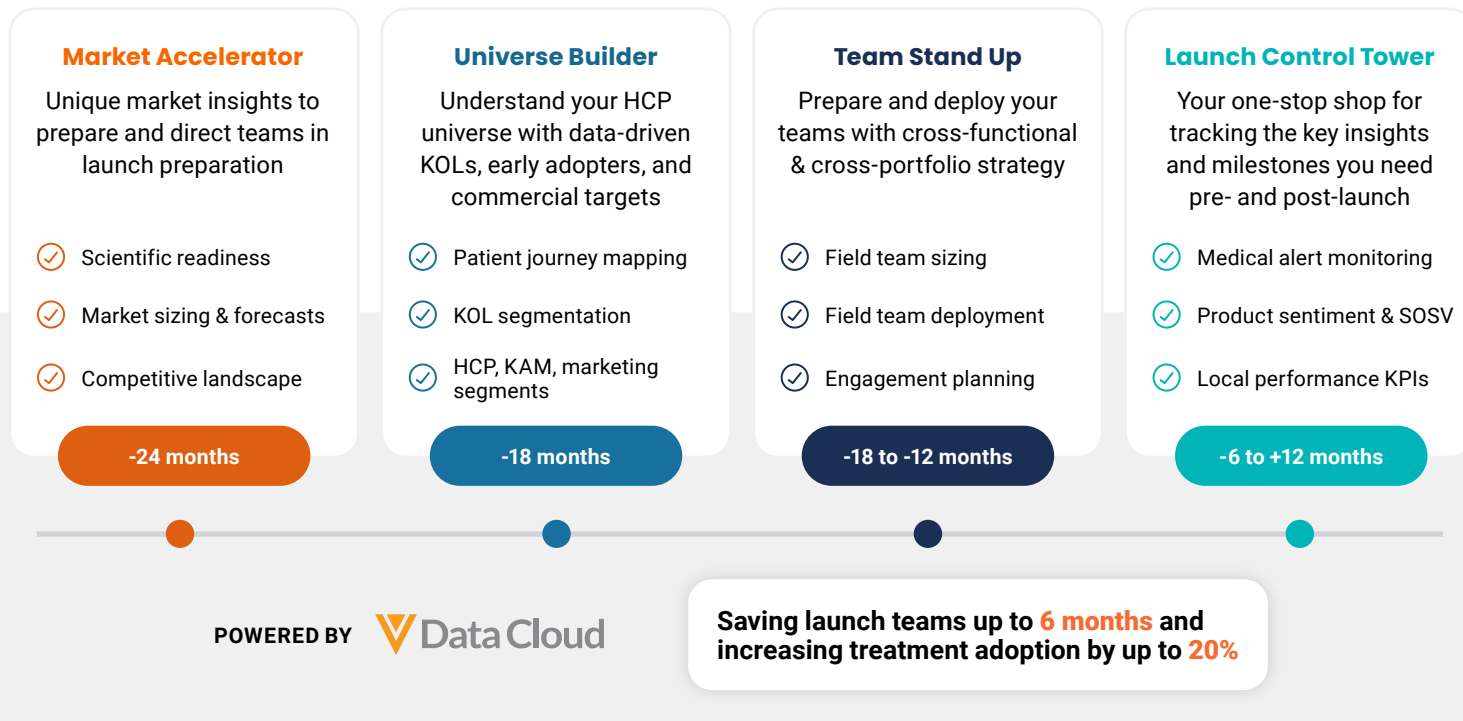 Market Accelerator
Unique market insights to
prepare and direct teams in
launch preparation
Scientific readiness
Market sizing & forecasts
Competitive landscape
-24 months
Universe Builder
Understand your HCP
universe with data-driven
KOLs, early adopters, and
commercial targets
Patient journey mapping
KOL segmentation
HCP, KAM, marketing
segments
-18 months
Team Stand Up
Prepare and deploy your
teams with cross-functional
& cross-portfolio strategy
Field team sizing
Field team deployment
Engagement planning
-18 to -12 months
Launch Control Tower
Your one-stop shop for
tracking the key insights
and milestones you need
pre- and post-launch
Medical alert monitoring
Product sentiment & SOSV
Local performance KPIs
-6 to +12 months
POWERED BY Data Cloud
Saving launch teams up to 6 months and
increasing treatment adoption by up to 20%